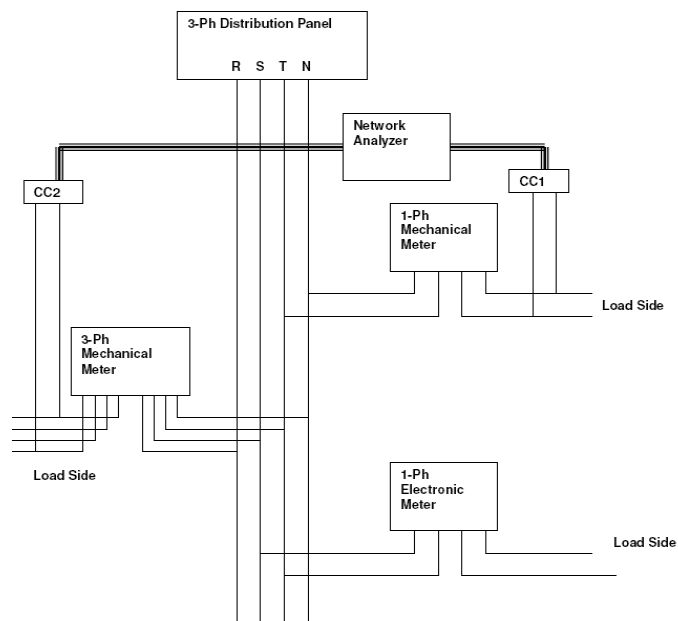 3-Ph Distribution Panel
R S T N
Network
Analyzer
CC2
CC1
1-Ph
Mechanical
Meter
Load Side
3-Ph
Mechanical
Meter
Load Side
1-Ph
Electronic
Meter
Load Side